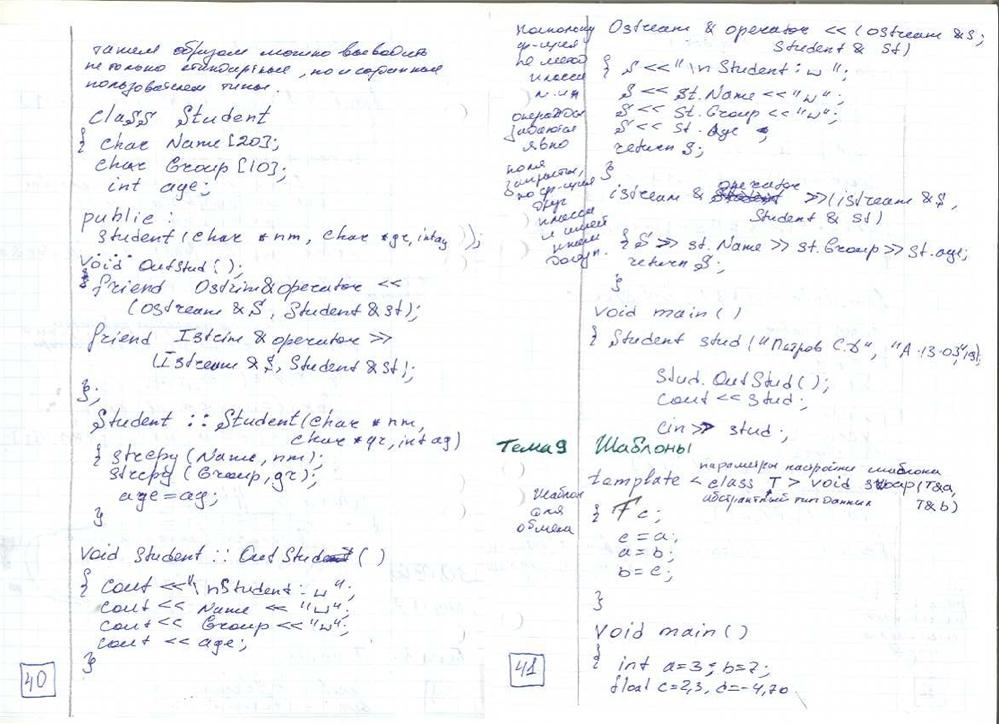 таким образом можно выводить
не только стандартные, но и созданные
пользователем типы.
class Student
{ char Name[20];
char Group[10];
int age;
public:
Student(char *nm, char *gr, int ag);
void OutStud();
friend Ostrim&operator <<
(ostream &S, Student &st);
friend Istrim &operator >>
(Istream &S, Student &st);
};
Student :: Student(char *nm,
char *gr, int ag)
{ strcpy(Name, nm);
strcpy(Group, gr);
age=ag;
}
void Student :: OutStud()
{ cout <<"\nStudent:␣";
cout << Name << "␣";
cout << Group << "␣";
cout << age;
}
40
поскольку
ф-ция
не метод
класса
операнды
задаются
явно
поля
закрыты,
но ф-ция
друг
класса
и имеет
к ним
доступ.
Ostream & operator << (ostream &S;
Student & St)
{ S <<"\n Student:␣";
S << St.Name << "␣";
S << St.Group << "␣";
S << St.Age;
return S;
}
istream & operator >>(istream &S,
Student & St)
{ S >> st.Name >> st.Group >> st.age;
return S;
}
void main()
{ Student stud("Петров С.В", "А-13-03", 19);
Stud.OutStud();
cout << Stud;
cin >> stud;
Тема 9 Шаблоны
параметры настройки шаблона
template < class T > void swap(T&a,
абстрактный тип данных T& b)
Шаблон
для
обмена
{ T c;
c=a;
a=b;
b=c;
}
void main()
{ int a=3; b=2;
float c=2,3, d=-4,70
41